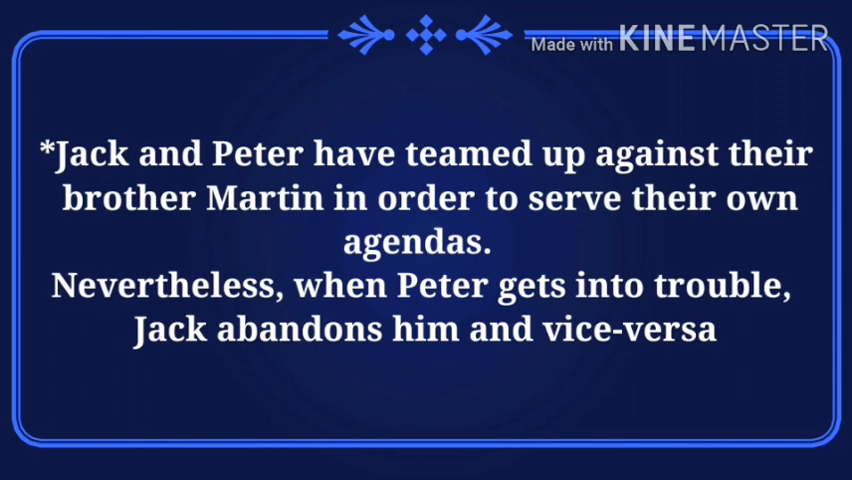 Made with KINEMASTER
*Jack and Peter have teamed up against their
brother Martin in order to serve their own
agendas.
Nevertheless, when Peter gets into trouble,
Jack abandons him and vice-versa